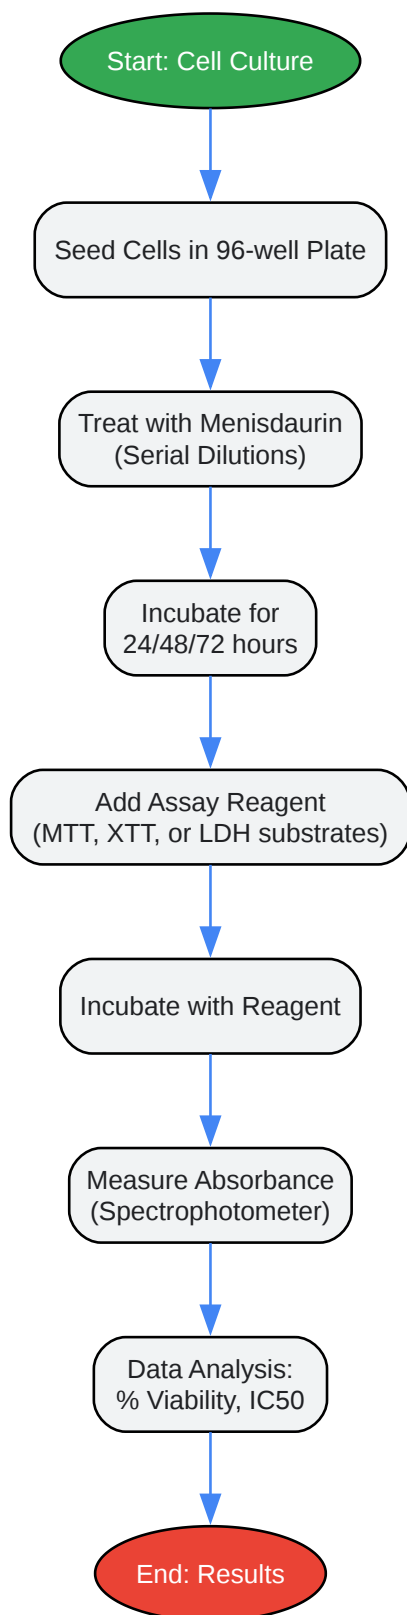 Start: Cell Culture
Seed Cells in 96-well Plate
Treat with Menisdaurin
(Serial Dilutions)
Incubate for
24/48/72 hours
Add Assay Reagent
(MTT, XTT, or LDH substrates)
Incubate with Reagent
Measure Absorbance
(Spectrophotometer)
Data Analysis:
% Viability, IC50
End: Results